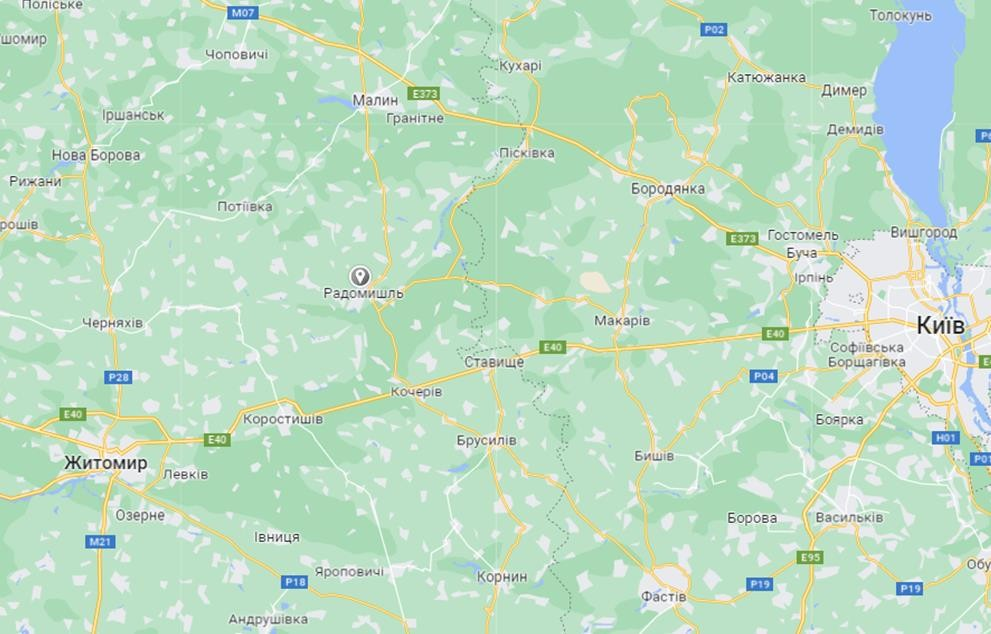 Поліське
М07
Толокунь
Р02
Чоповичі
Кухарі
Катюжанка
Димер
Малин
Е373
Гранітне
Іршанськ
Демидів
Нова Борова
Пісківка
Рижани
Бородянка
Потіївка
Вишгород
Е373
Гостомель
Буча
Ірпінь
Радомишль
Черняхів
Макарів
Київ
Е40
Е40
Софіївська
Борщагівка
Ставище
Р28
Р04
Кочерів
Е40
Коростишів
Боярка
Е40
Брусилів
Н01
Житомир
Бишів
Левків
Озерне
Борова
Васильків
М21
Івниця
Е95
Яроповичі
Корнин
Р18
Р19
Р19
Фастів
Андрушівка